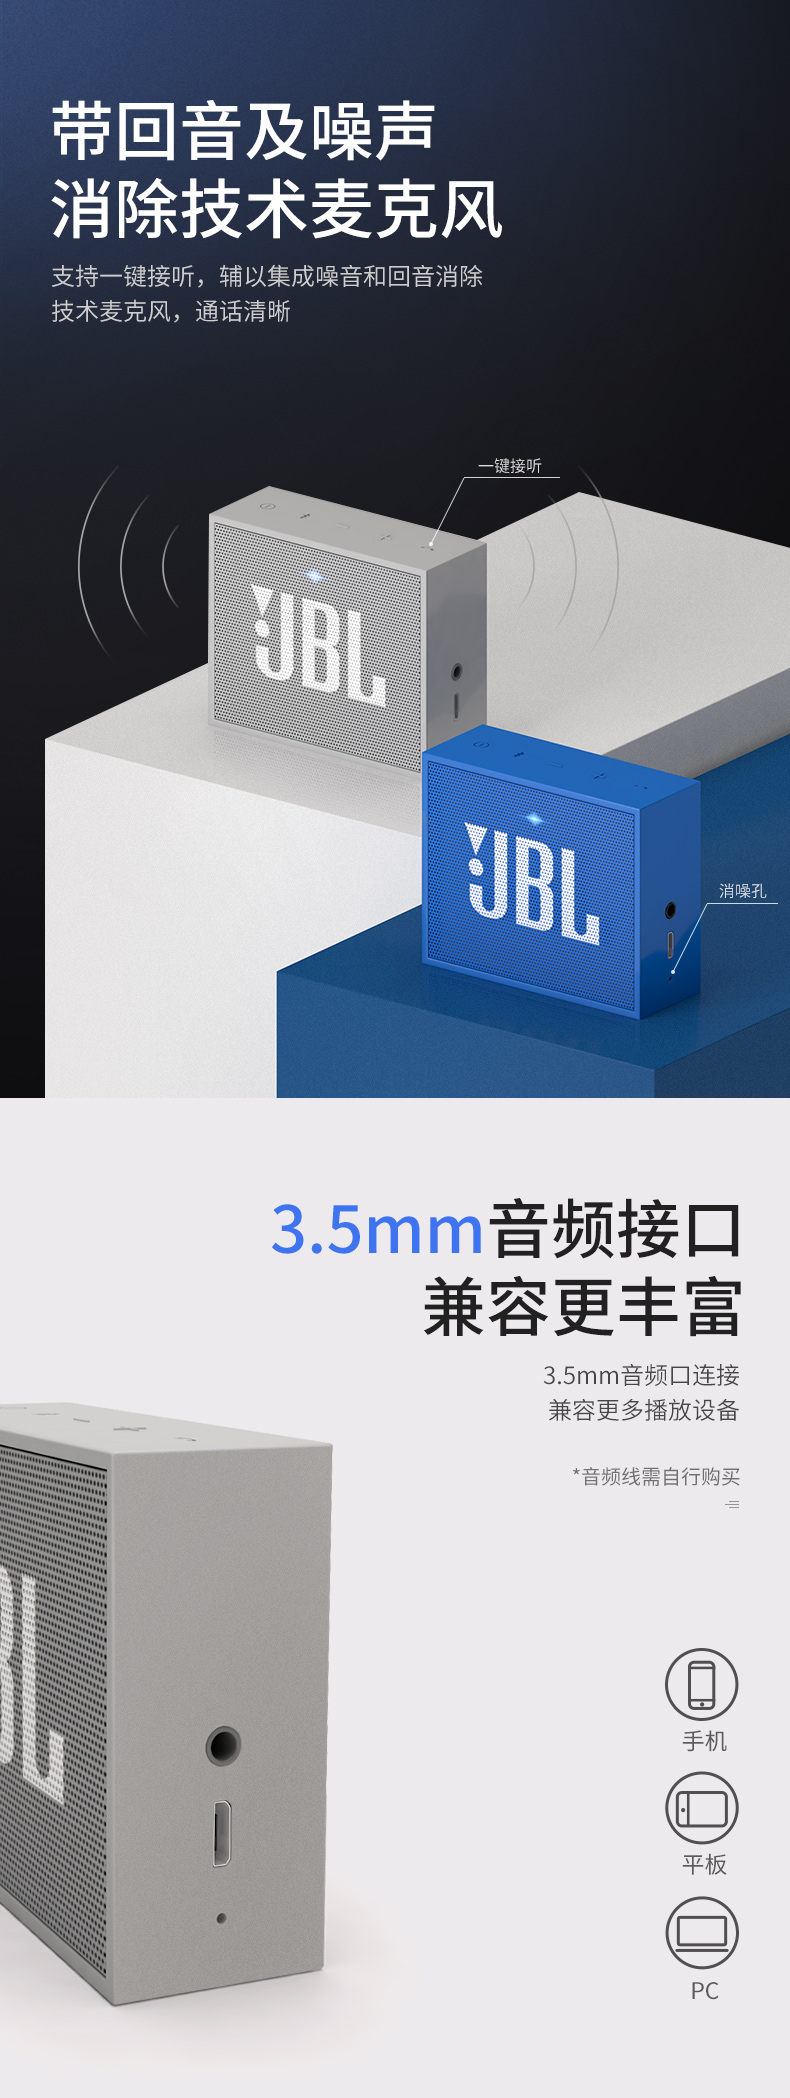 带回音及噪声
消除技术麦克风
支持一键接听，辅以集成噪音和回音消除
技术麦克风，通话清晰
一键接听
JBL
JBL
消噪孔
3.5mm音频接口
兼容更丰富
3.5mm音频口连接
兼容更多播放设备
*音频线需自行购买
BL
手机
平板
PC